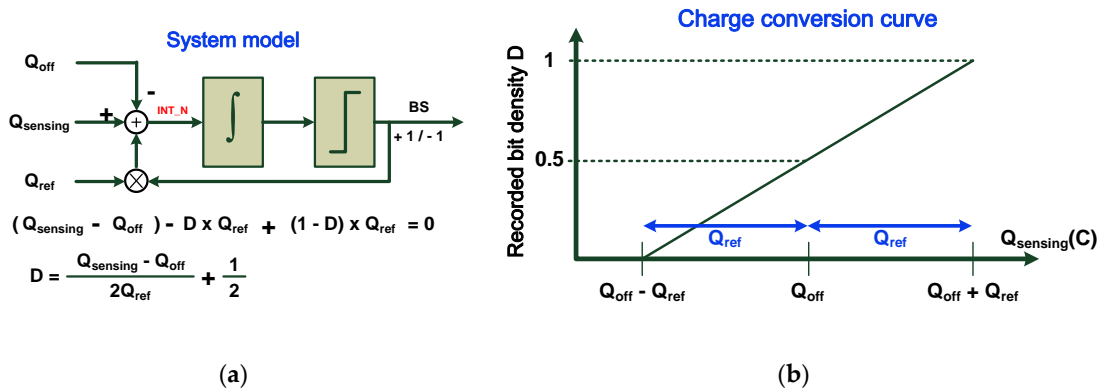 System model
Q_off
-
+
INT_N
Q_sensing
+
∫
BS
+ 1 / - 1
Q_ref
×
( Q_sensing - Q_off ) - D x Q_ref + (1 - D) x Q_ref = 0
D = (Q_sensing - Q_off) / 2Q_ref + 1/2
(a)
Charge conversion curve
Recorded bit density D
1
0.5
Q_ref Q_ref
Q_sensing(C)
Q_off - Q_ref Q_off Q_off + Q_ref
(b)